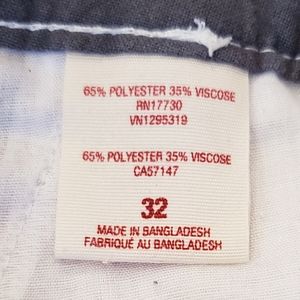 65% POLYESTER 35% VISCOSE
RN17730
VN1295319
65% POLYESTER 35% VISCOSE
CA57147
32
MADE IN BANGLADESH
FABRIQUÉ AU BANGLADESH